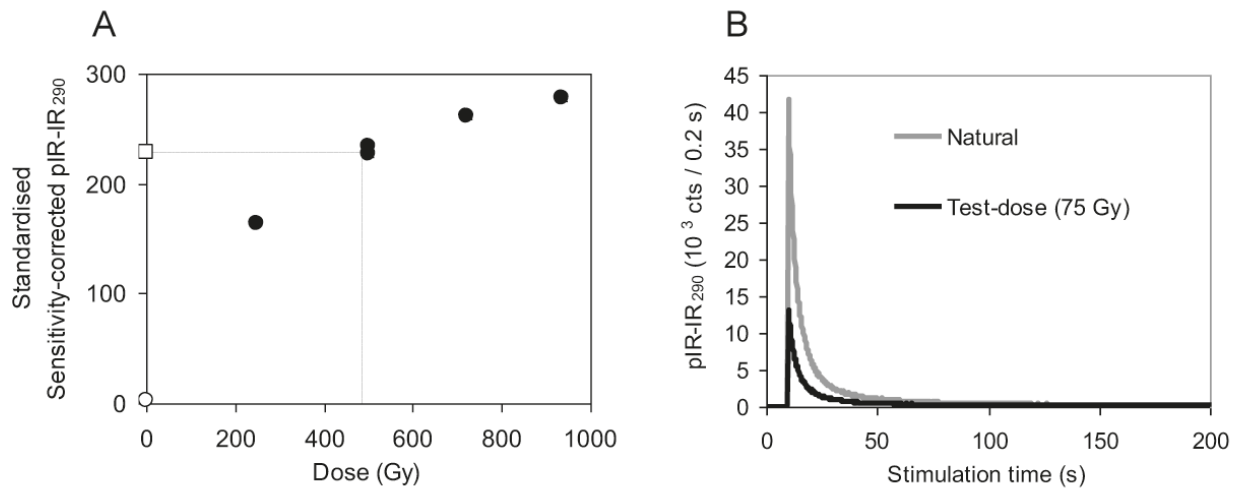 A
Standardised
Sensitivity-corrected pIR-IR290
300
200
100
0
0
200
400
600
800
1000
Dose (Gy)
B
pIR-IR290 (10 3 cts / 0.2 s)
45
40
35
30
25
20
15
10
5
0
Natural
Test-dose (75 Gy)
0
50
100
150
200
Stimulation time (s)